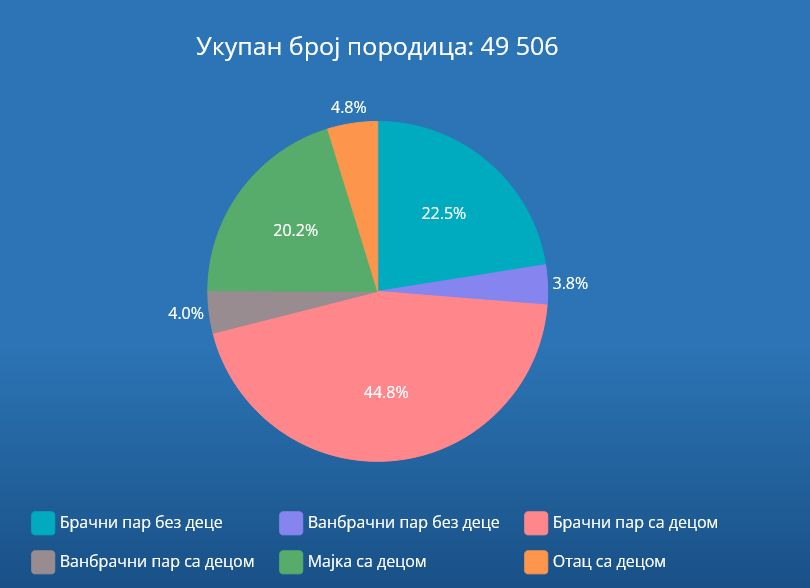 Укупан број породица: 49 506
4.8%
22.5%
20.2%
3.8%
4.0%
44.8%
Брачни пар без деце
Ванбрачни пар без деце
Брачни пар са децом
Ванбрачни пар са децом
Мајка са децом
Отац са децом